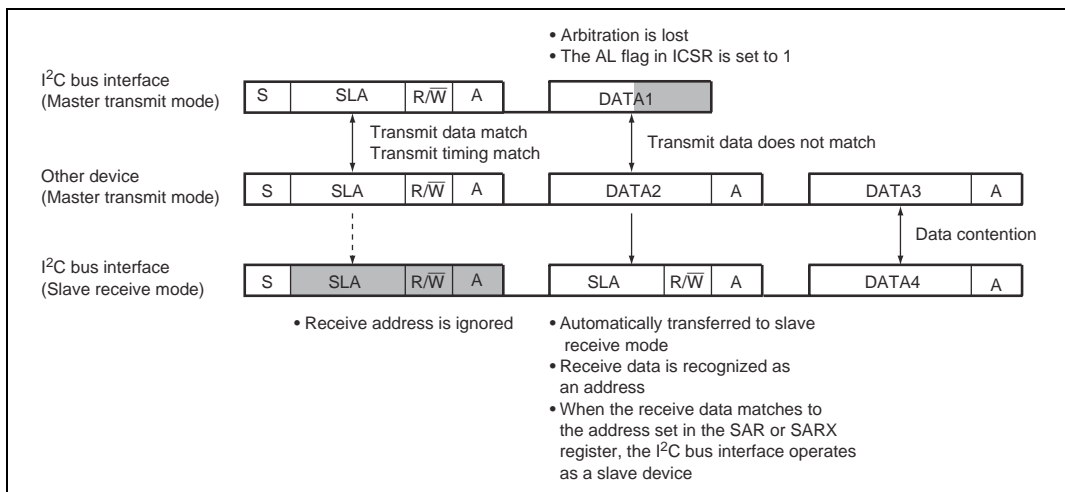 • Arbitration is lost
• The AL flag in ICSR is set to 1
I²C bus interface
(Master transmit mode)
S SLA R/W̅ A DATA1
Transmit data match
Transmit timing match
Transmit data does not match
Other device
(Master transmit mode)
S SLA R/W̅ A DATA2 A DATA3 A
Data contention
I²C bus interface
(Slave receive mode)
S SLA R/W̅ A SLA R/W̅ A DATA4 A
• Receive address is ignored
• Automatically transferred to slave
receive mode
• Receive data is recognized as
an address
• When the receive data matches to
the address set in the SAR or SARX
register, the I²C bus interface operates
as a slave device